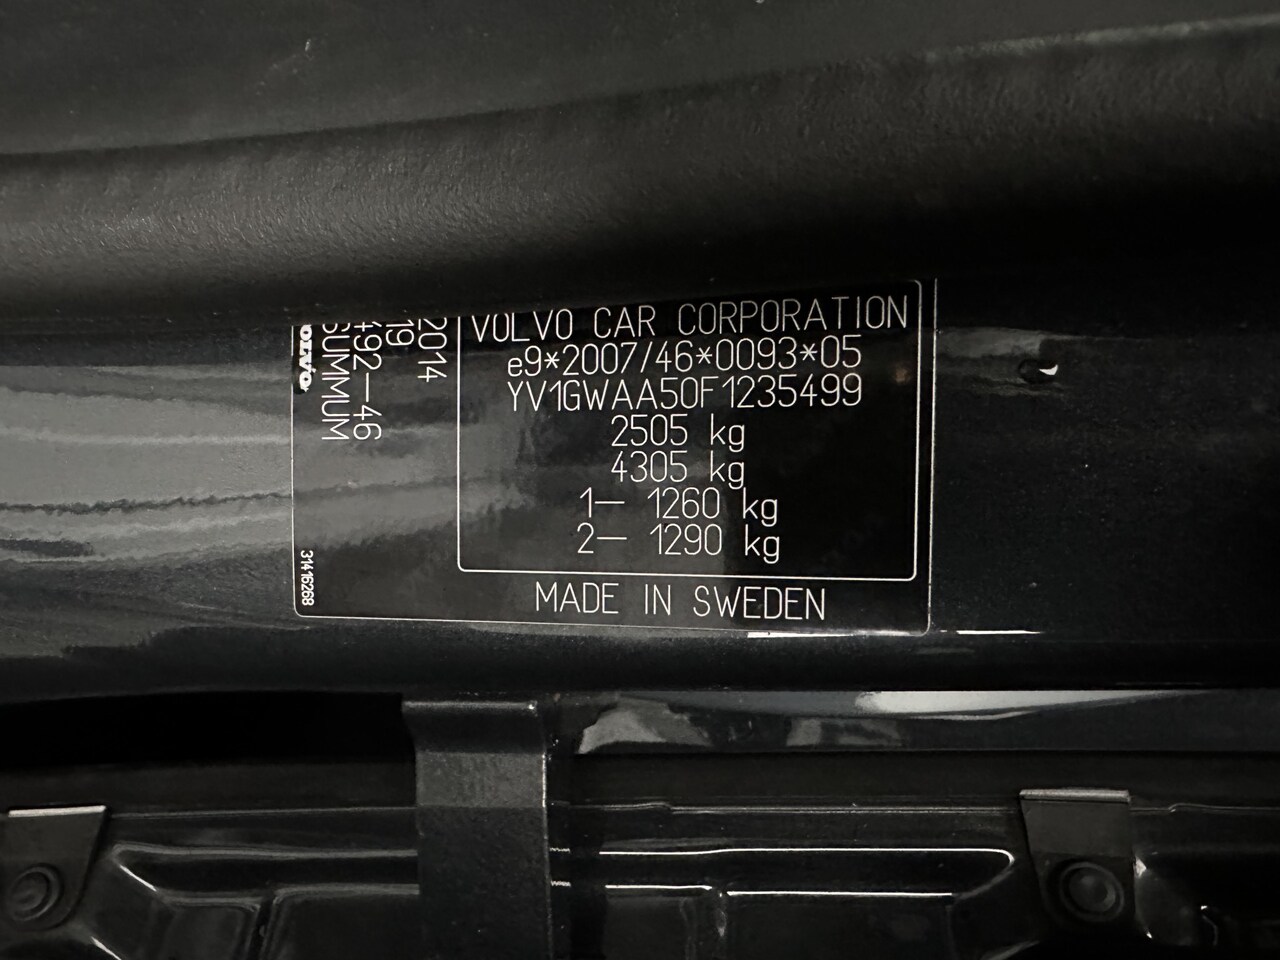 VOLVO CAR CORPORATION
e9*2007/46*0093*05
YV1GWAA50F1235499
2505 kg
4305 kg
1– 1260 kg
2– 1290 kg
MADE IN SWEDEN
2014
19
492–46
SUMMUM
VOLVO
31416268